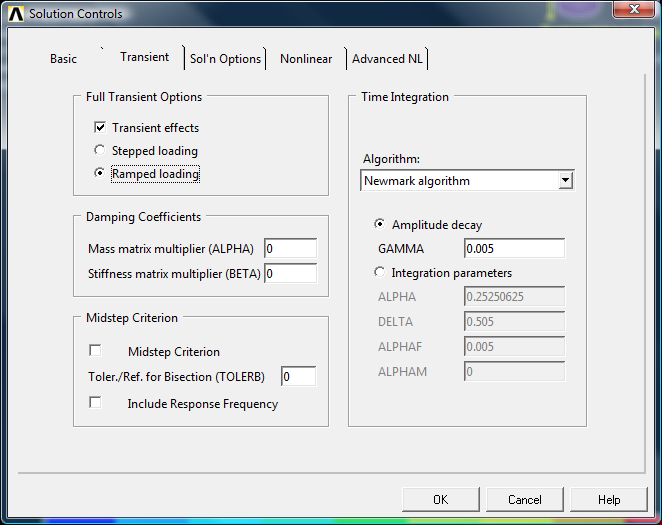 Solution Controls
Basic
Transient
Sol'n Options
Nonlinear
Advanced NL
Full Transient Options
Transient effects
Stepped loading
Ramped loading
Damping Coefficients
Mass matrix multiplier (ALPHA) 0
Stiffness matrix multiplier (BETA) 0
Midstep Criterion
Midstep Criterion
Toler./Ref. for Bisection (TOLERB) 0
Include Response Frequency
Time Integration
Algorithm:
Newmark algorithm
Amplitude decay
GAMMA 0.005
Integration parameters
ALPHA 0.25250625
DELTA 0.505
ALPHAF 0.005
ALPHAM 0
OK
Cancel
Help